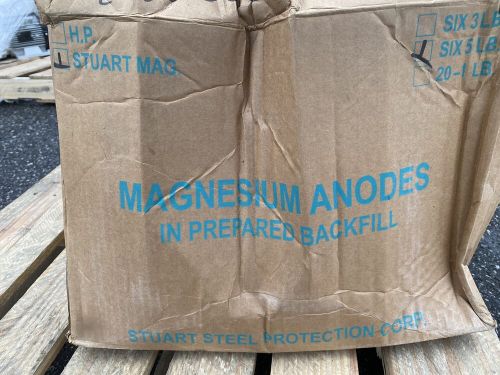 H.P.
STUART MAG.
SIX 3 LB
SIX 5 LB
20-1 LB
MAGNESIUM ANODES
IN PREPARED BACKFILL
STUART STEEL PROTECTION CORP.